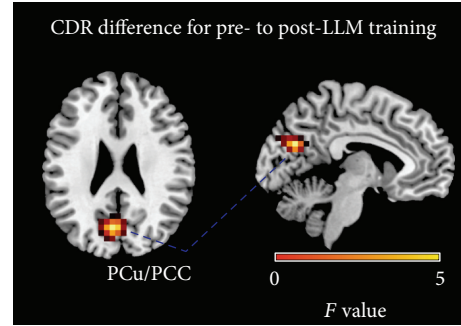 CDR difference for pre- to post-LLM training
PCu/PCC
0
5
F value